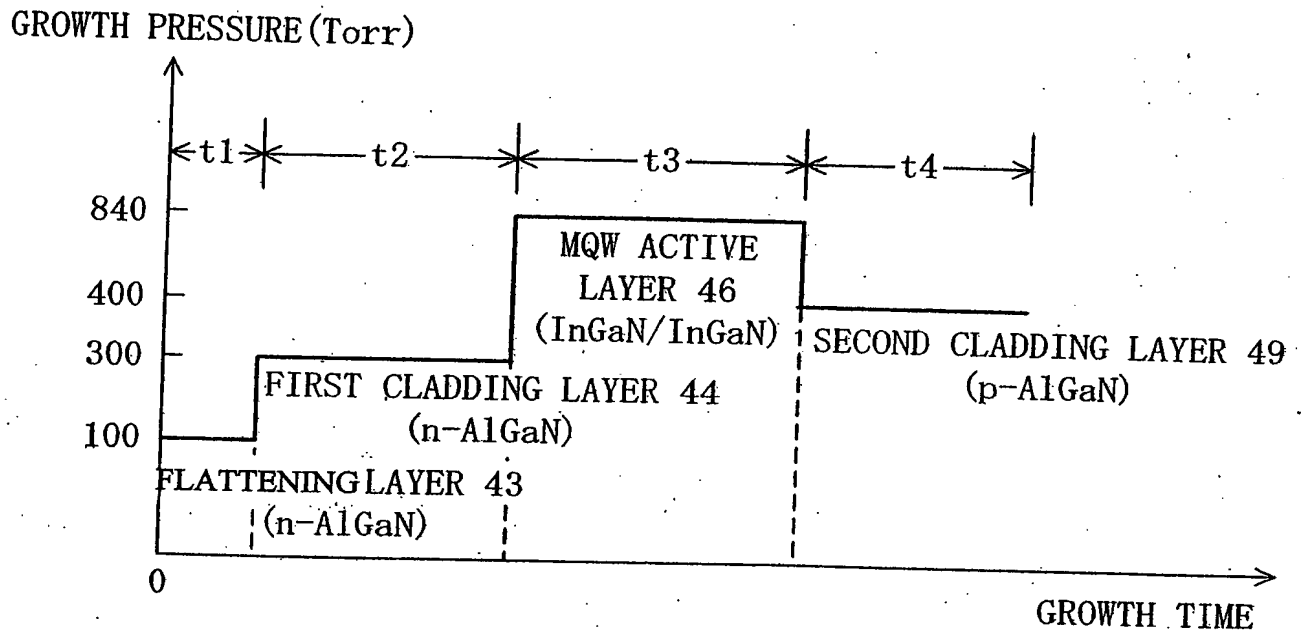 GROWTH PRESSURE(Torr)
t1
t2
t3
t4
840
MQW ACTIVE
LAYER 46
(InGaN/InGaN)
400
SECOND CLADDING LAYER 49
(p-AlGaN)
300
FIRST CLADDING LAYER 44
(n-AlGaN)
100
FLATTENING LAYER 43
(n-AlGaN)
0
GROWTH TIME